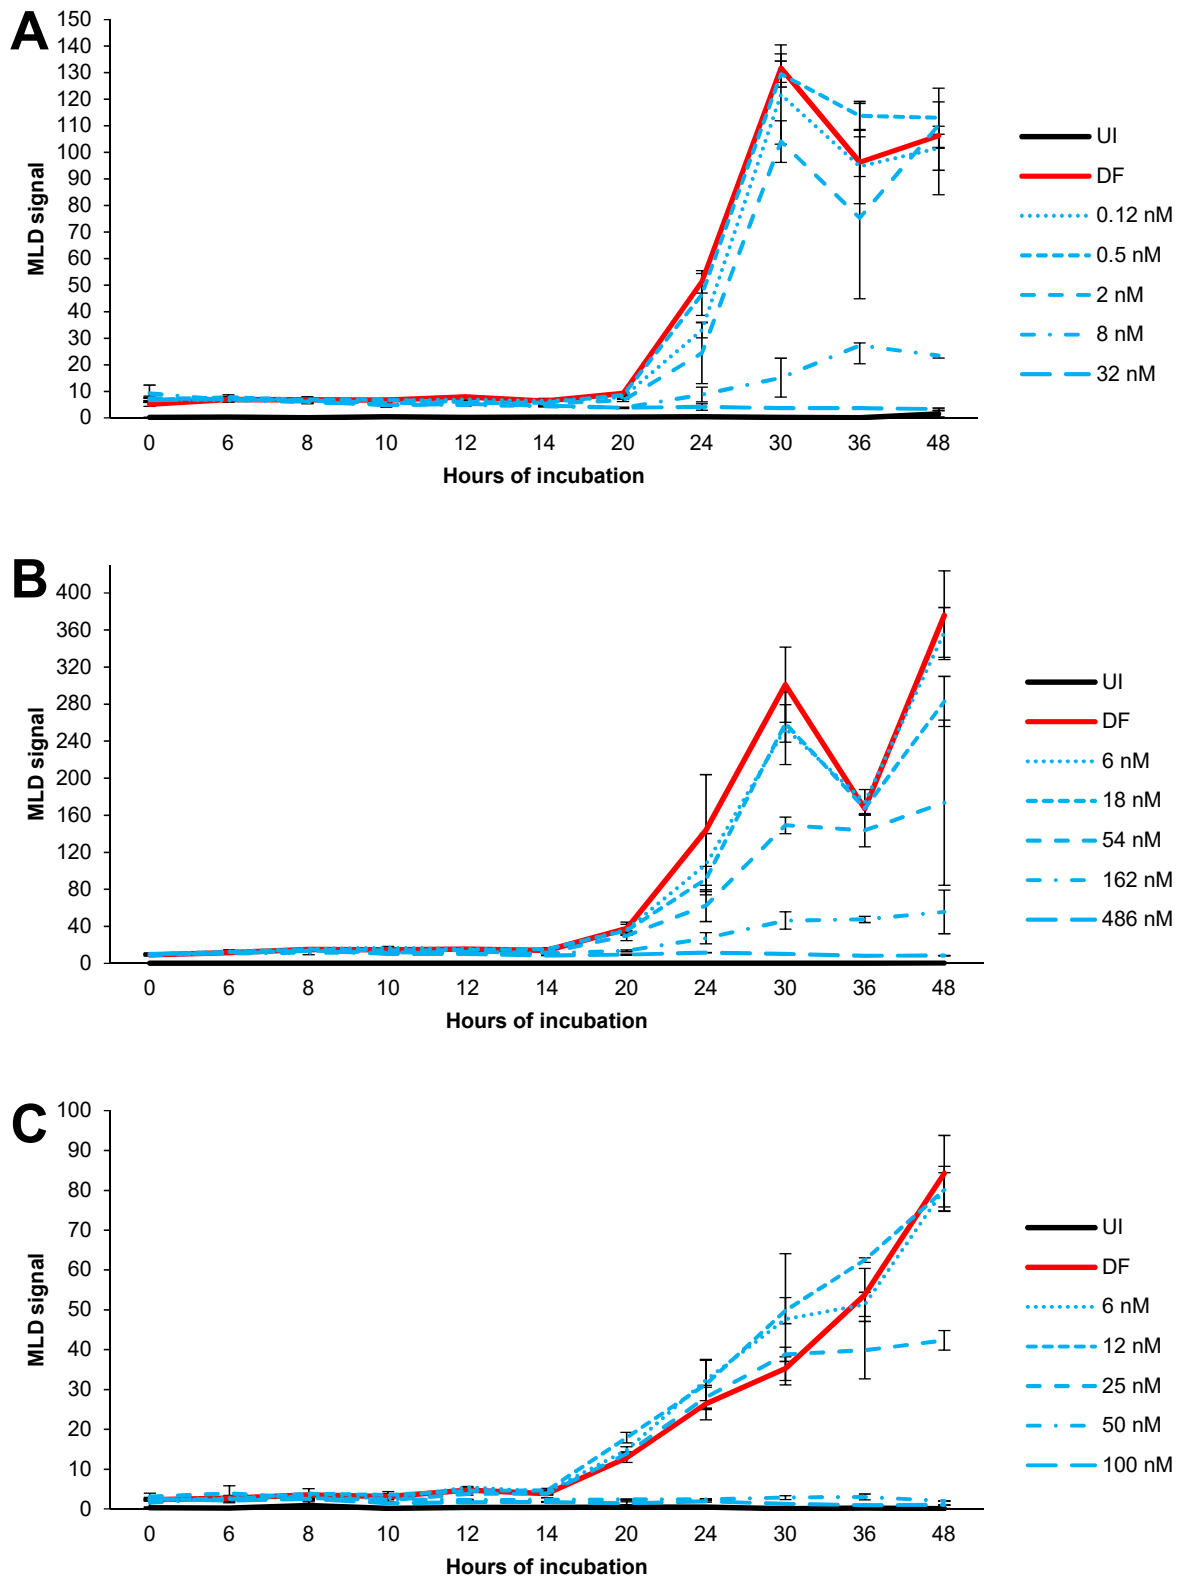 A
150
140
130
120
110
100
90
80
70
60
50
40
30
20
10
0
MLD signal
0 6 8 10 12 14 20 24 30 36 48
Hours of incubation
UI
DF
0.12 nM
0.5 nM
2 nM
8 nM
32 nM
B
400
360
320
280
240
200
160
120
80
40
0
MLD signal
0 6 8 10 12 14 20 24 30 36 48
Hours of incubation
UI
DF
6 nM
18 nM
54 nM
162 nM
486 nM
C
100
90
80
70
60
50
40
30
20
10
0
MLD signal
0 6 8 10 12 14 20 24 30 36 48
Hours of incubation
UI
DF
6 nM
12 nM
25 nM
50 nM
100 nM